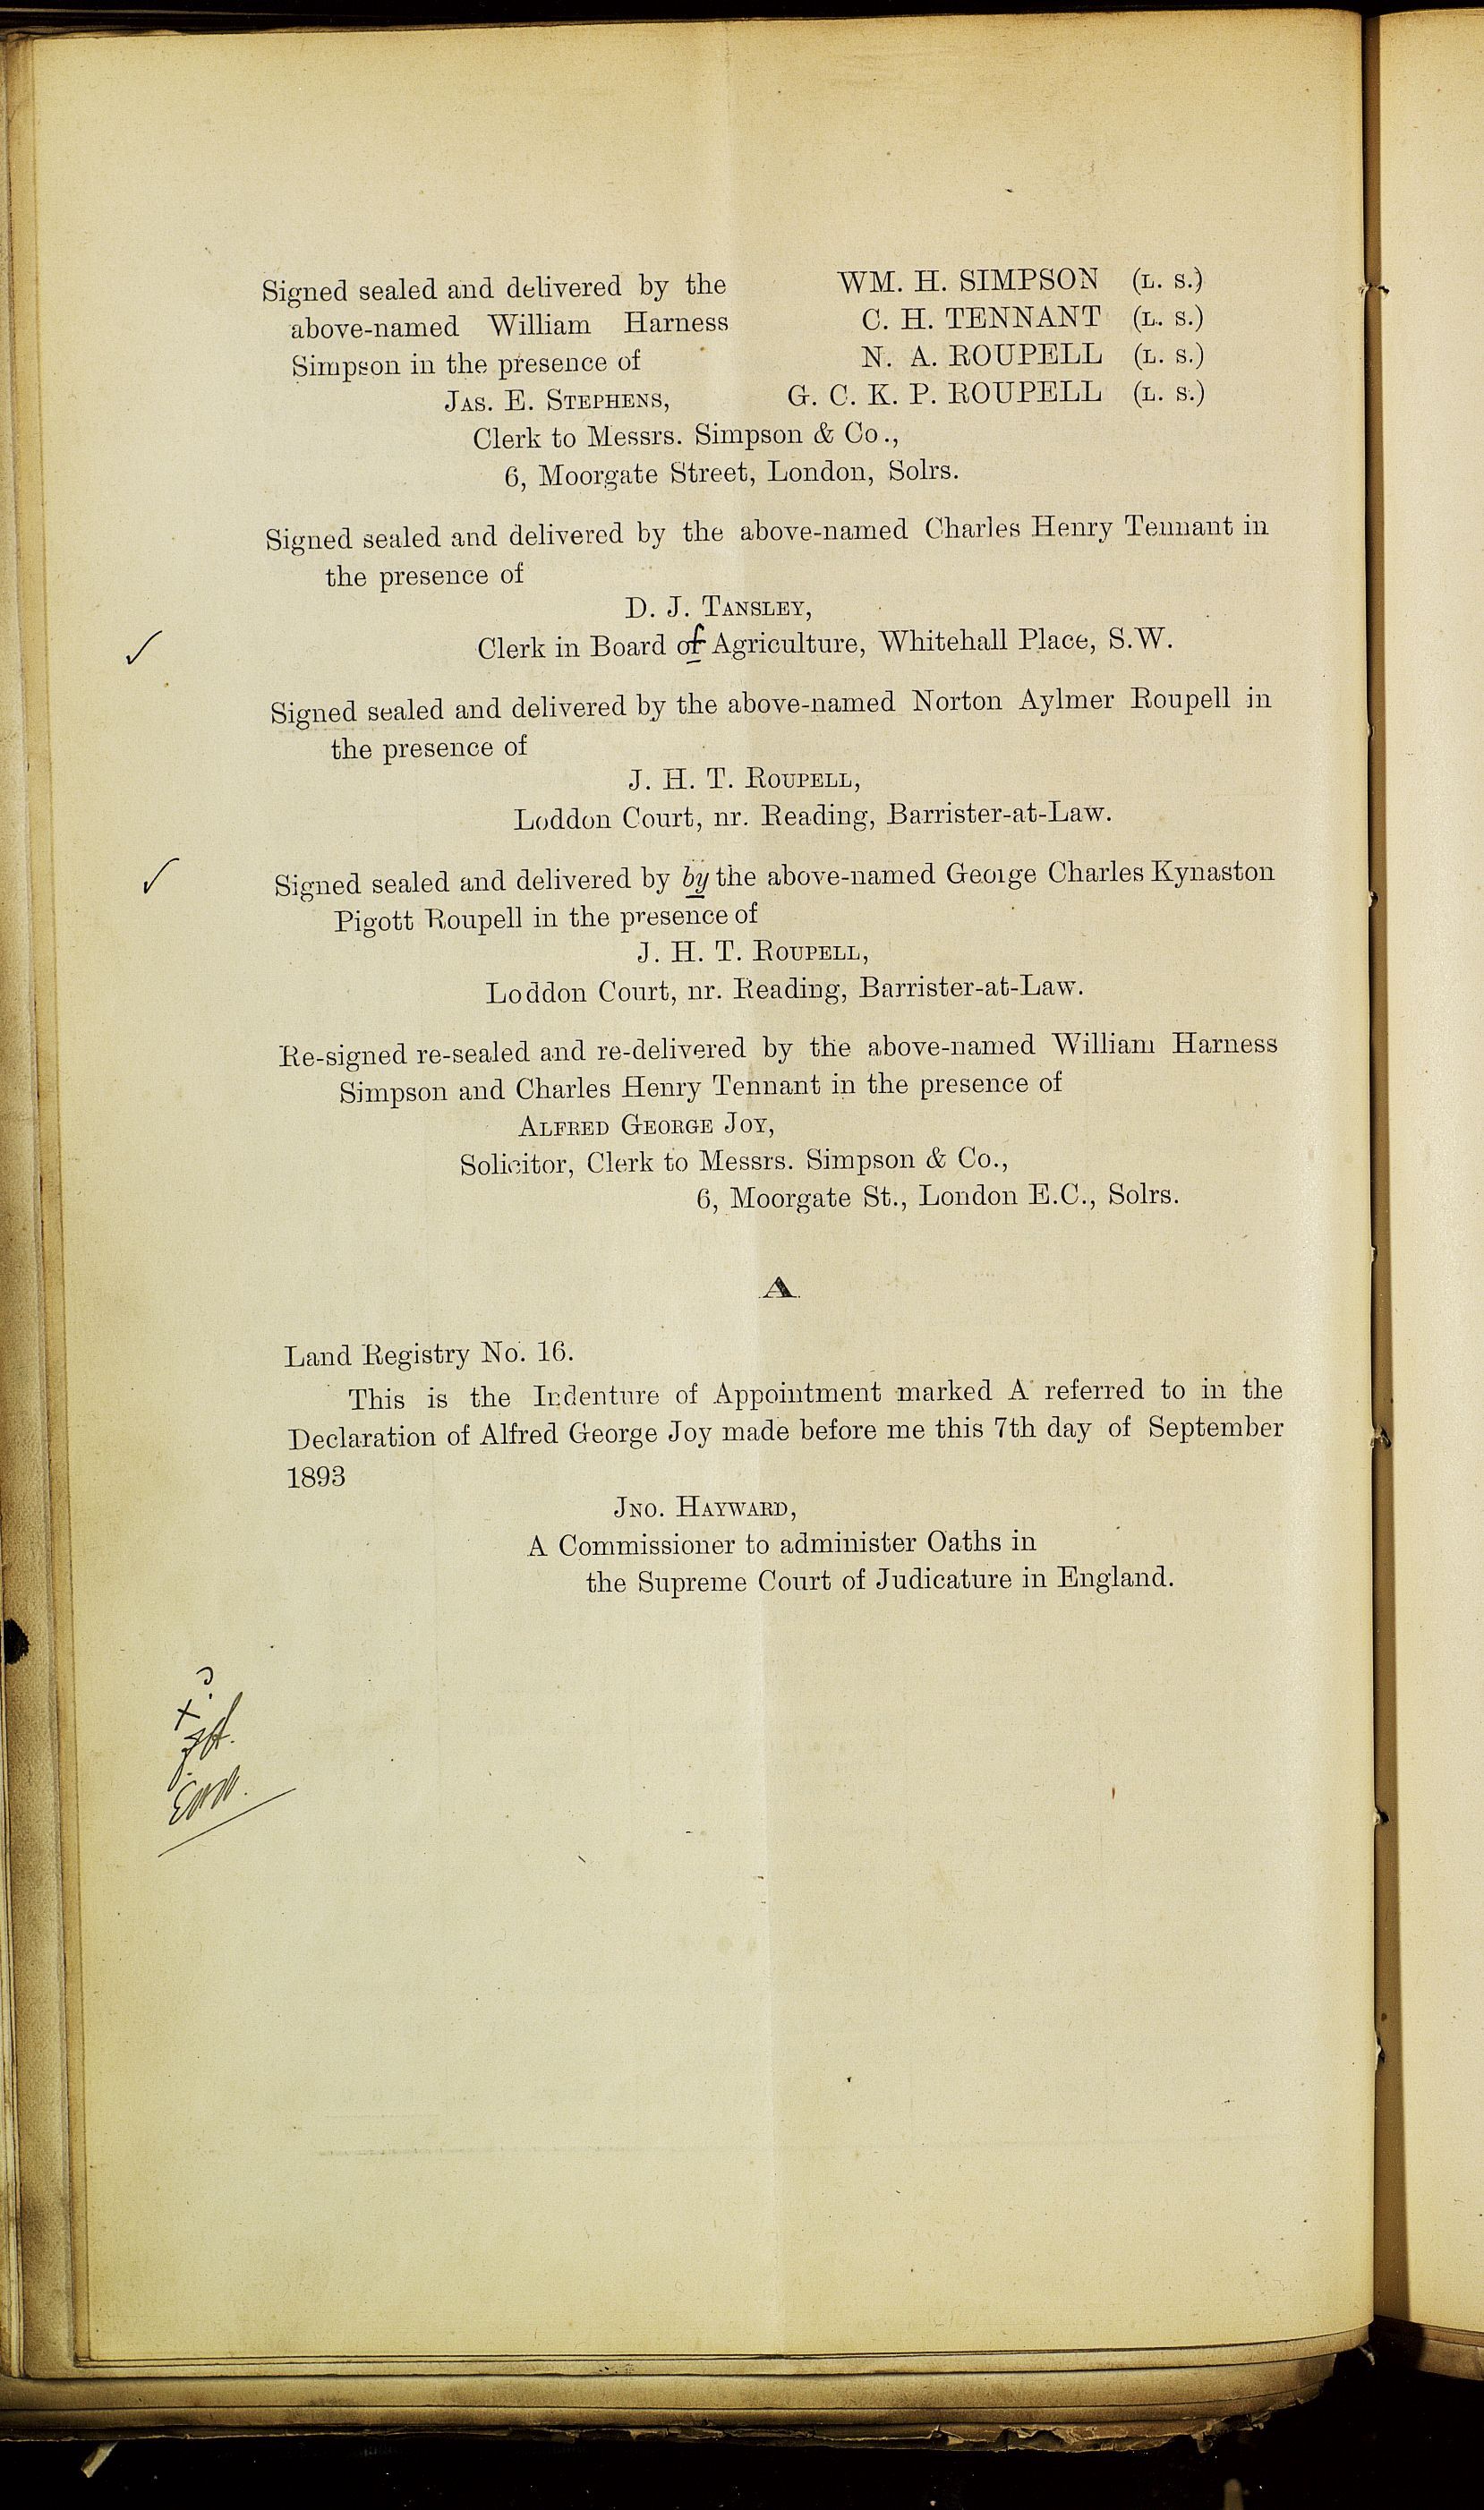 Signed sealed and delivered by the
above-named William Harness
Simpson in the presence of
JAS. E. STEPHENS,
WM. H. SIMPSON (L. S.)
C. H. TENNANT (L. S.)
N. A. ROUPELL (L. S.)
G. C. K. P. ROUPELL (L. S.)
Clerk to Messrs. Simpson & Co.,
6, Moorgate Street, London, Solrs.
Signed sealed and delivered by the above-named Charles Henry Tennant in
the presence of
D. J. TANSLEY,
✓ Clerk in Board of Agriculture, Whitehall Place, S.W.
Signed sealed and delivered by the above-named Norton Aylmer Roupell in
the presence of
J. H. T. ROUPELL,
Loddon Court, nr. Reading, Barrister-at-Law.
✓ Signed sealed and delivered by by the above-named George Charles Kynaston
Pigott Roupell in the presence of
J. H. T. ROUPELL,
Loddon Court, nr. Reading, Barrister-at-Law.
Re-signed re-sealed and re-delivered by the above-named William Harness
Simpson and Charles Henry Tennant in the presence of
ALFRED GEORGE JOY,
Solicitor, Clerk to Messrs. Simpson & Co.,
6, Moorgate St., London E.C., Solrs.
A
Land Registry No. 16.
This is the Indenture of Appointment marked A referred to in the
Declaration of Alfred George Joy made before me this 7th day of September
1893
JNO. HAYWARD,
A Commissioner to administer Oaths in
the Supreme Court of Judicature in England.